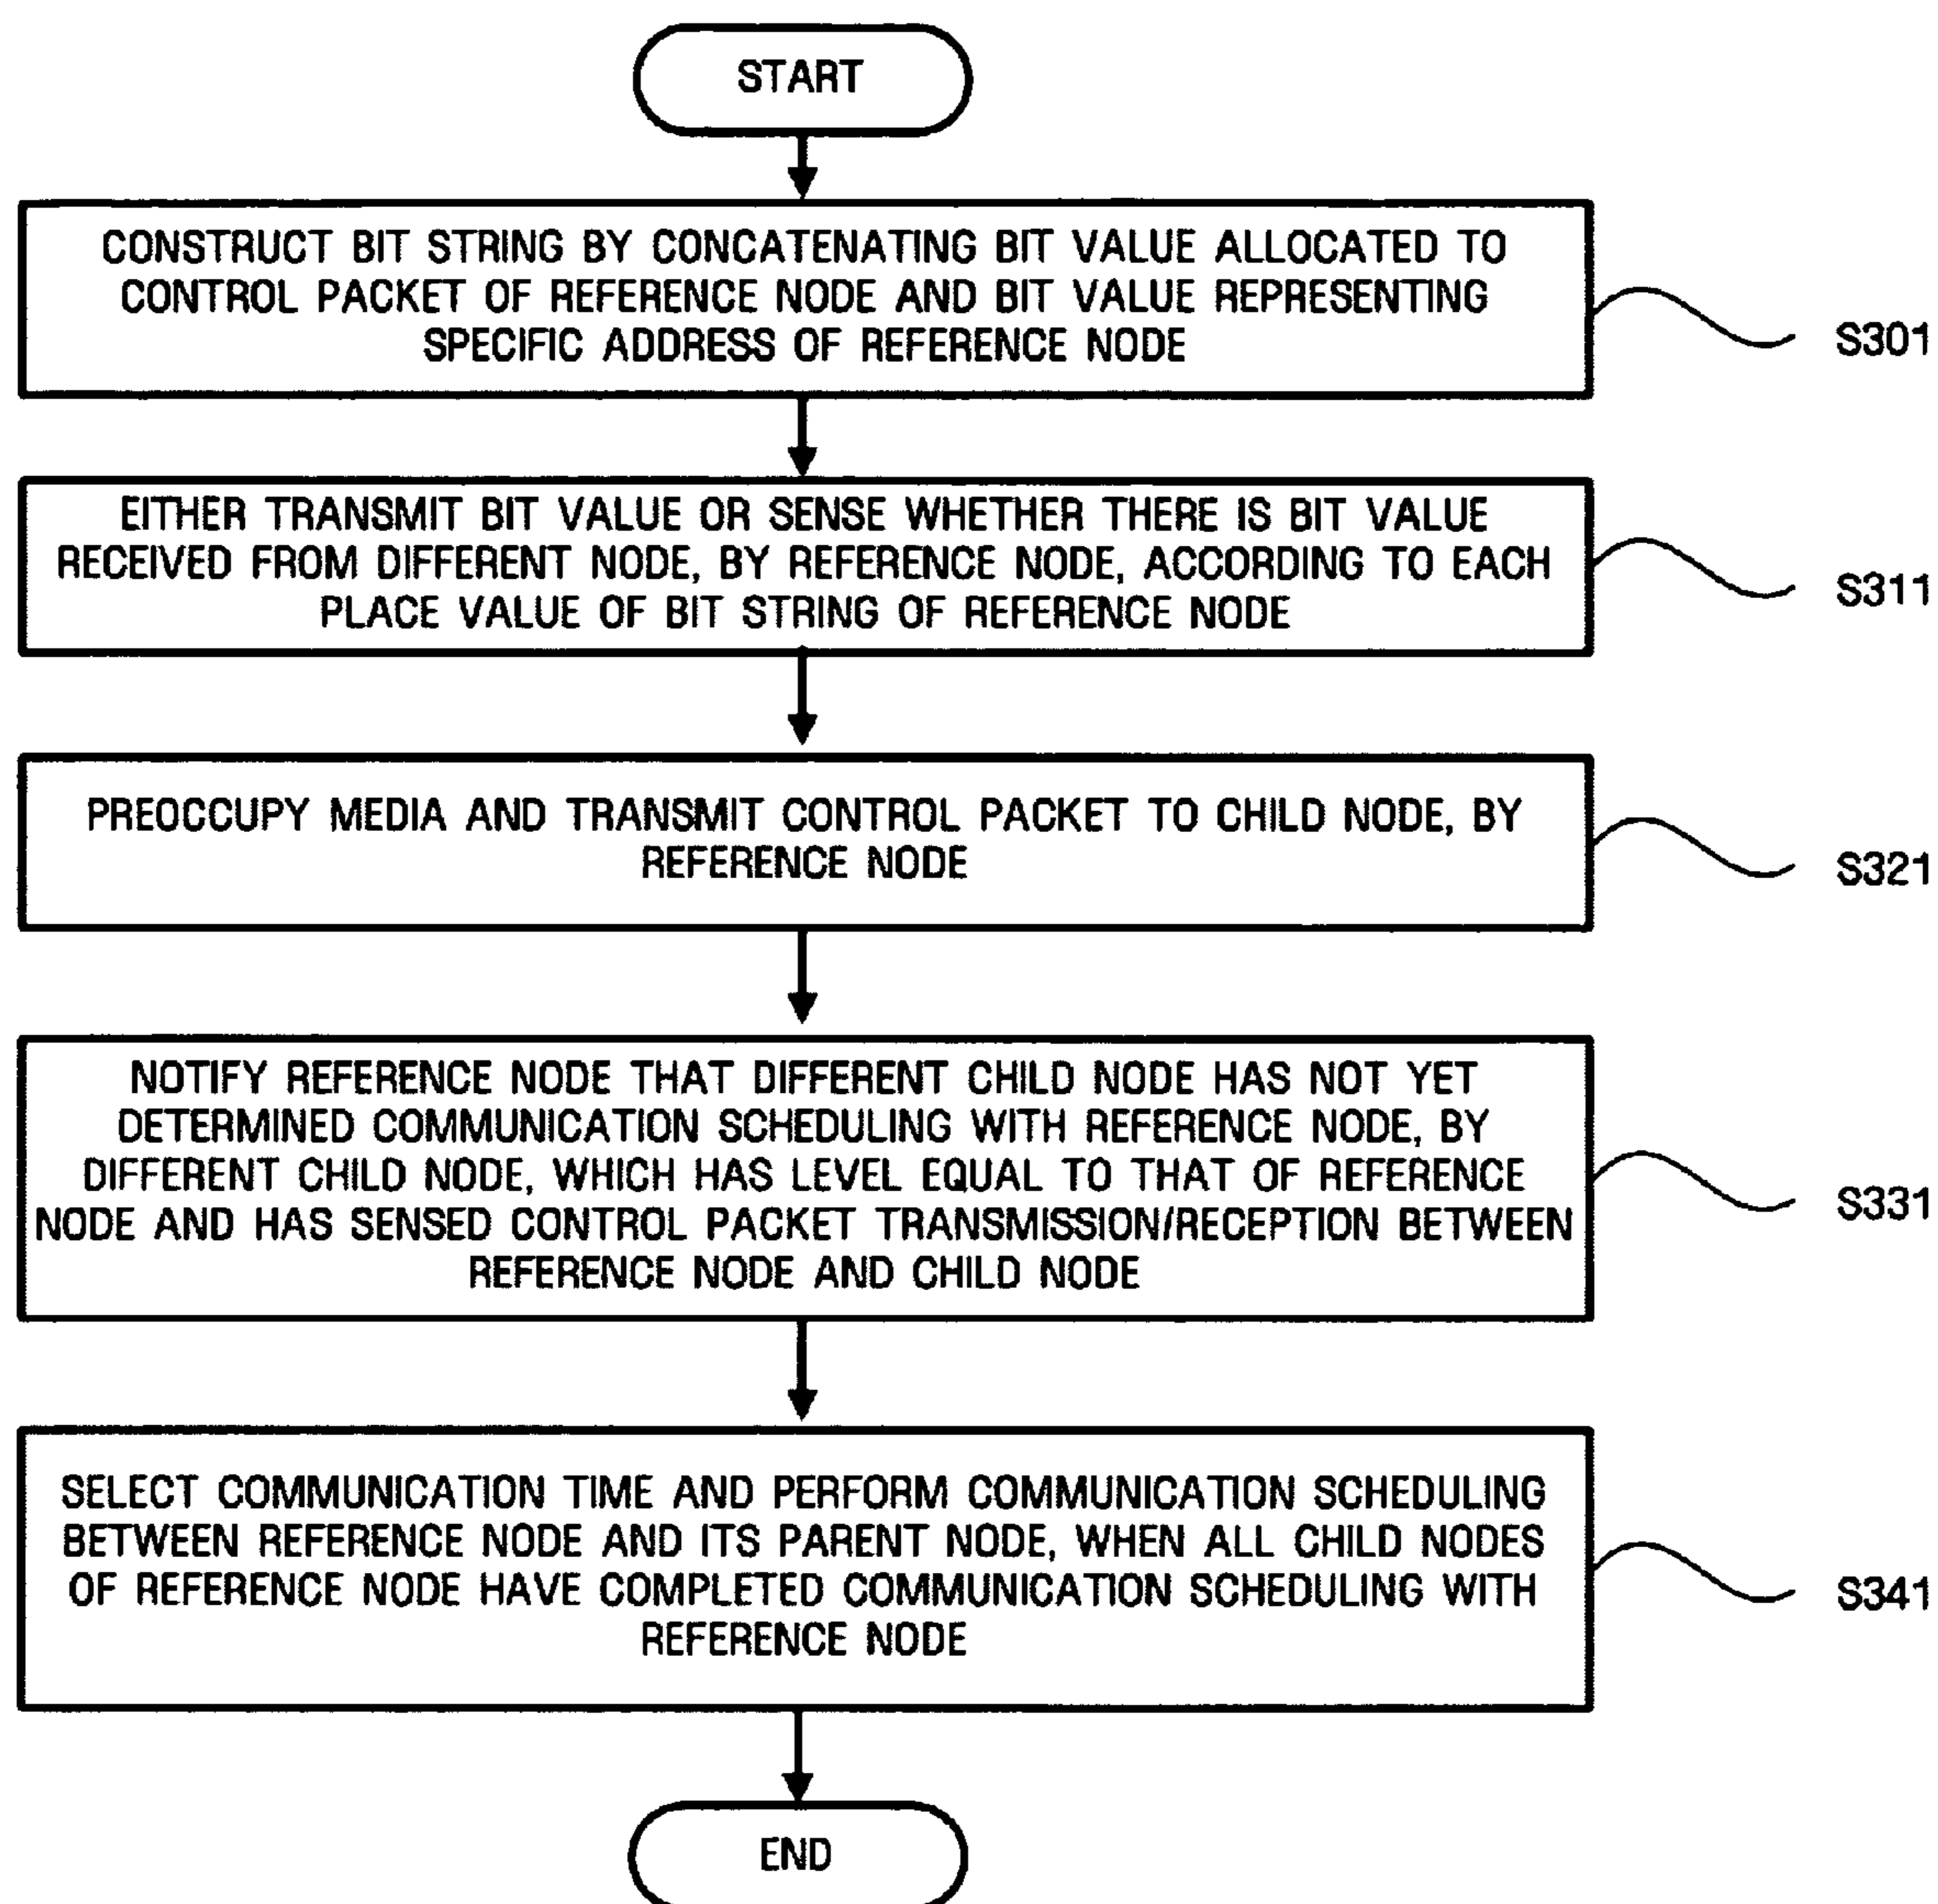 START
CONSTRUCT BIT STRING BY CONCATENATING BIT VALUE ALLOCATED TO
CONTROL PACKET OF REFERENCE NODE AND BIT VALUE REPRESENTING
SPECIFIC ADDRESS OF REFERENCE NODE
S301
EITHER TRANSMIT BIT VALUE OR SENSE WHETHER THERE IS BIT VALUE
RECEIVED FROM DIFFERENT NODE, BY REFERENCE NODE, ACCORDING TO EACH
PLACE VALUE OF BIT STRING OF REFERENCE NODE
S311
PREOCCUPY MEDIA AND TRANSMIT CONTROL PACKET TO CHILD NODE, BY
REFERENCE NODE
S321
NOTIFY REFERENCE NODE THAT DIFFERENT CHILD NODE HAS NOT YET
DETERMINED COMMUNICATION SCHEDULING WITH REFERENCE NODE, BY
DIFFERENT CHILD NODE, WHICH HAS LEVEL EQUAL TO THAT OF REFERENCE
NODE AND HAS SENSED CONTROL PACKET TRANSMISSION/RECEPTION BETWEEN
REFERENCE NODE AND CHILD NODE
S331
SELECT COMMUNICATION TIME AND PERFORM COMMUNICATION SCHEDULING
BETWEEN REFERENCE NODE AND ITS PARENT NODE, WHEN ALL CHILD NODES
OF REFERENCE NODE HAVE COMPLETED COMMUNICATION SCHEDULING WITH
REFERENCE NODE
S341
END